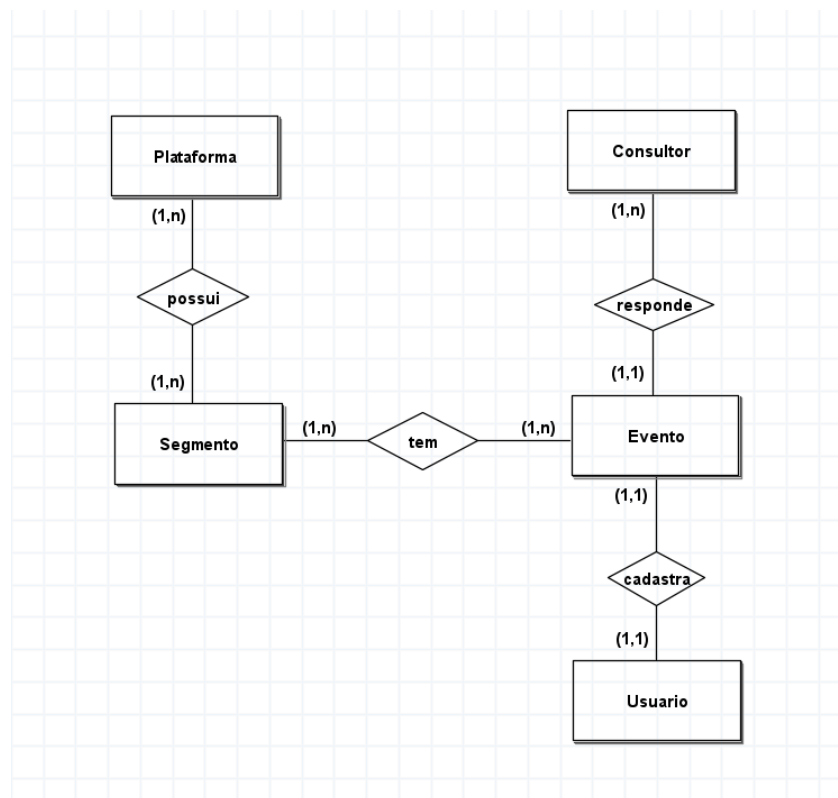 Plataforma
(1,n)
possui
(1,n)
Segmento
(1,n)
tem
(1,n)
Consultor
(1,n)
responde
(1,1)
Evento
(1,1)
cadastra
(1,1)
Usuario